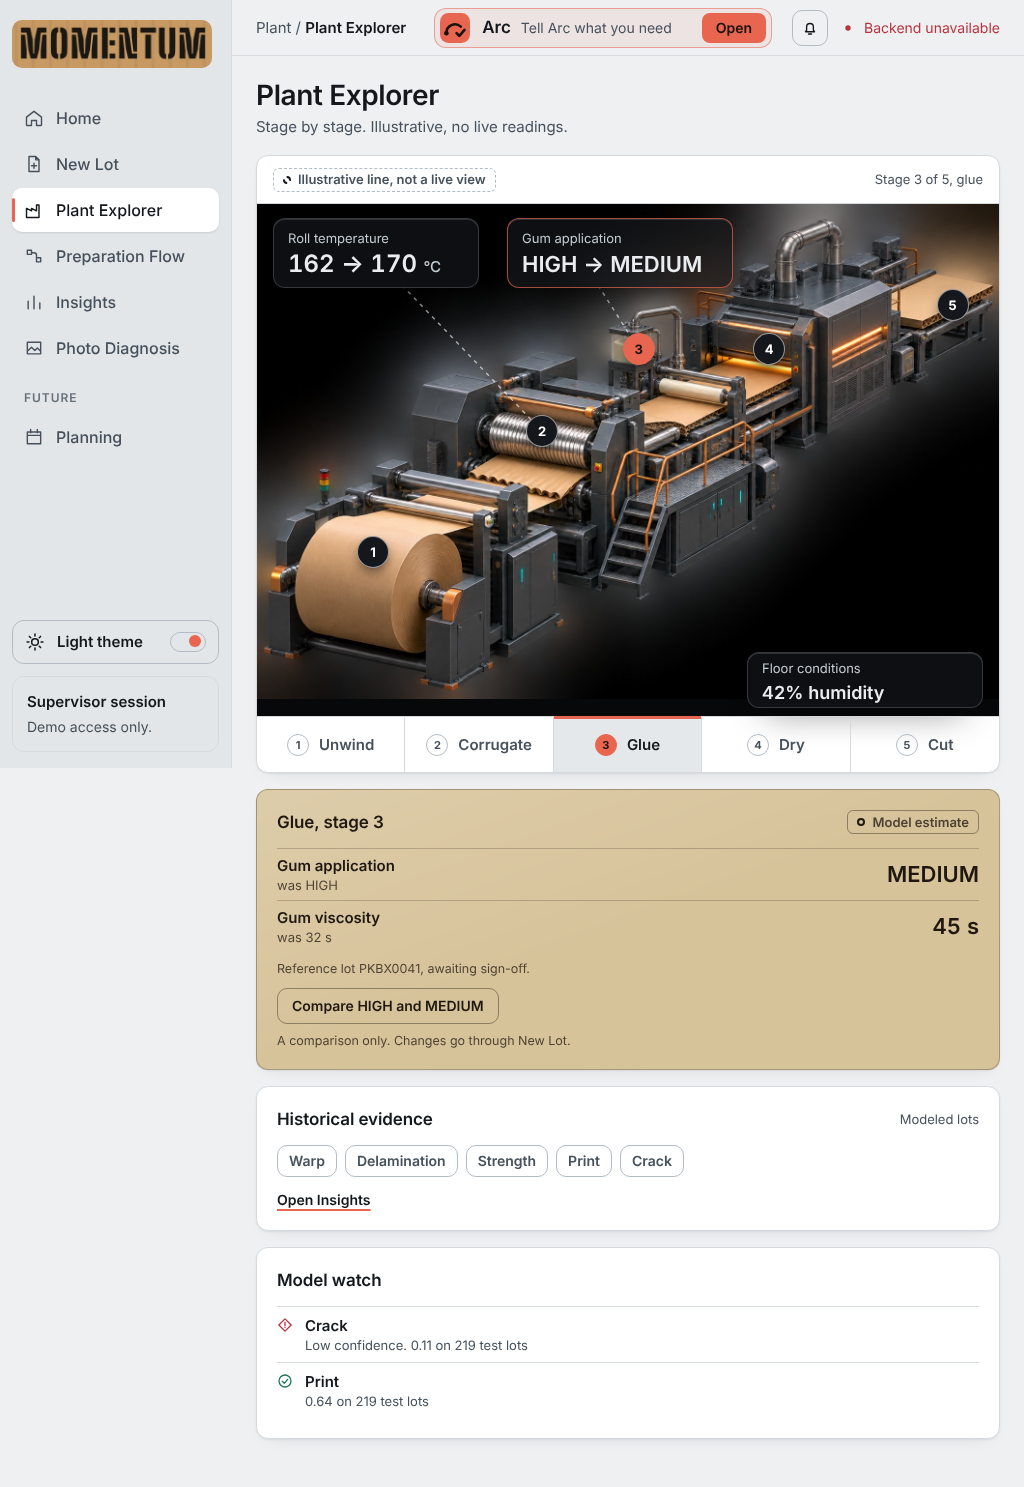 MOMENTUM
Home
New Lot
Plant Explorer
Preparation Flow
Insights
Photo Diagnosis
FUTURE
Planning
Light theme
Supervisor session
Demo access only.
Plant / Plant Explorer
Arc Tell Arc what you need Open
Backend unavailable
Plant Explorer
Stage by stage. Illustrative, no live readings.
Illustrative line, not a live view
Stage 3 of 5, glue
Roll temperature
162 → 170 °C
Gum application
HIGH → MEDIUM
5
3
4
2
1
Floor conditions
42% humidity
1 Unwind
2 Corrugate
3 Glue
4 Dry
5 Cut
Glue, stage 3
Model estimate
Gum application
was HIGH
MEDIUM
Gum viscosity
was 32 s
45 s
Reference lot PKBX0041, awaiting sign-off.
Compare HIGH and MEDIUM
A comparison only. Changes go through New Lot.
Historical evidence
Modeled lots
Warp
Delamination
Strength
Print
Crack
Open Insights
Model watch
Crack
Low confidence. 0.11 on 219 test lots
Print
0.64 on 219 test lots